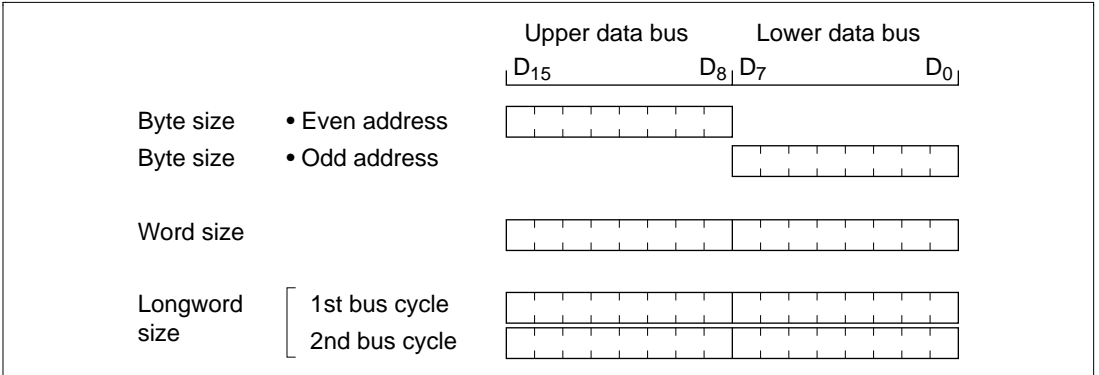 Upper data bus Lower data bus
D15 D8 D7 D0
Byte size • Even address
Byte size • Odd address
Word size
Longword size 1st bus cycle
2nd bus cycle